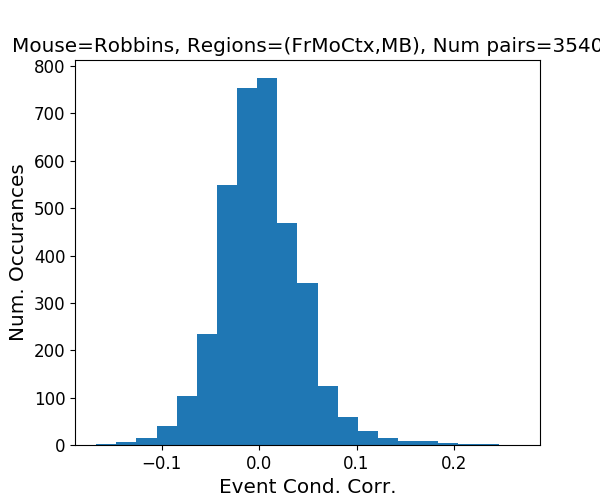 Mouse=Robbins, Regions=(FrMoCtx,MB), Num pairs=3540
800
700
600
500
400
300
200
100
0
Num. Occurances
−0.1 0.0 0.1 0.2
Event Cond. Corr.